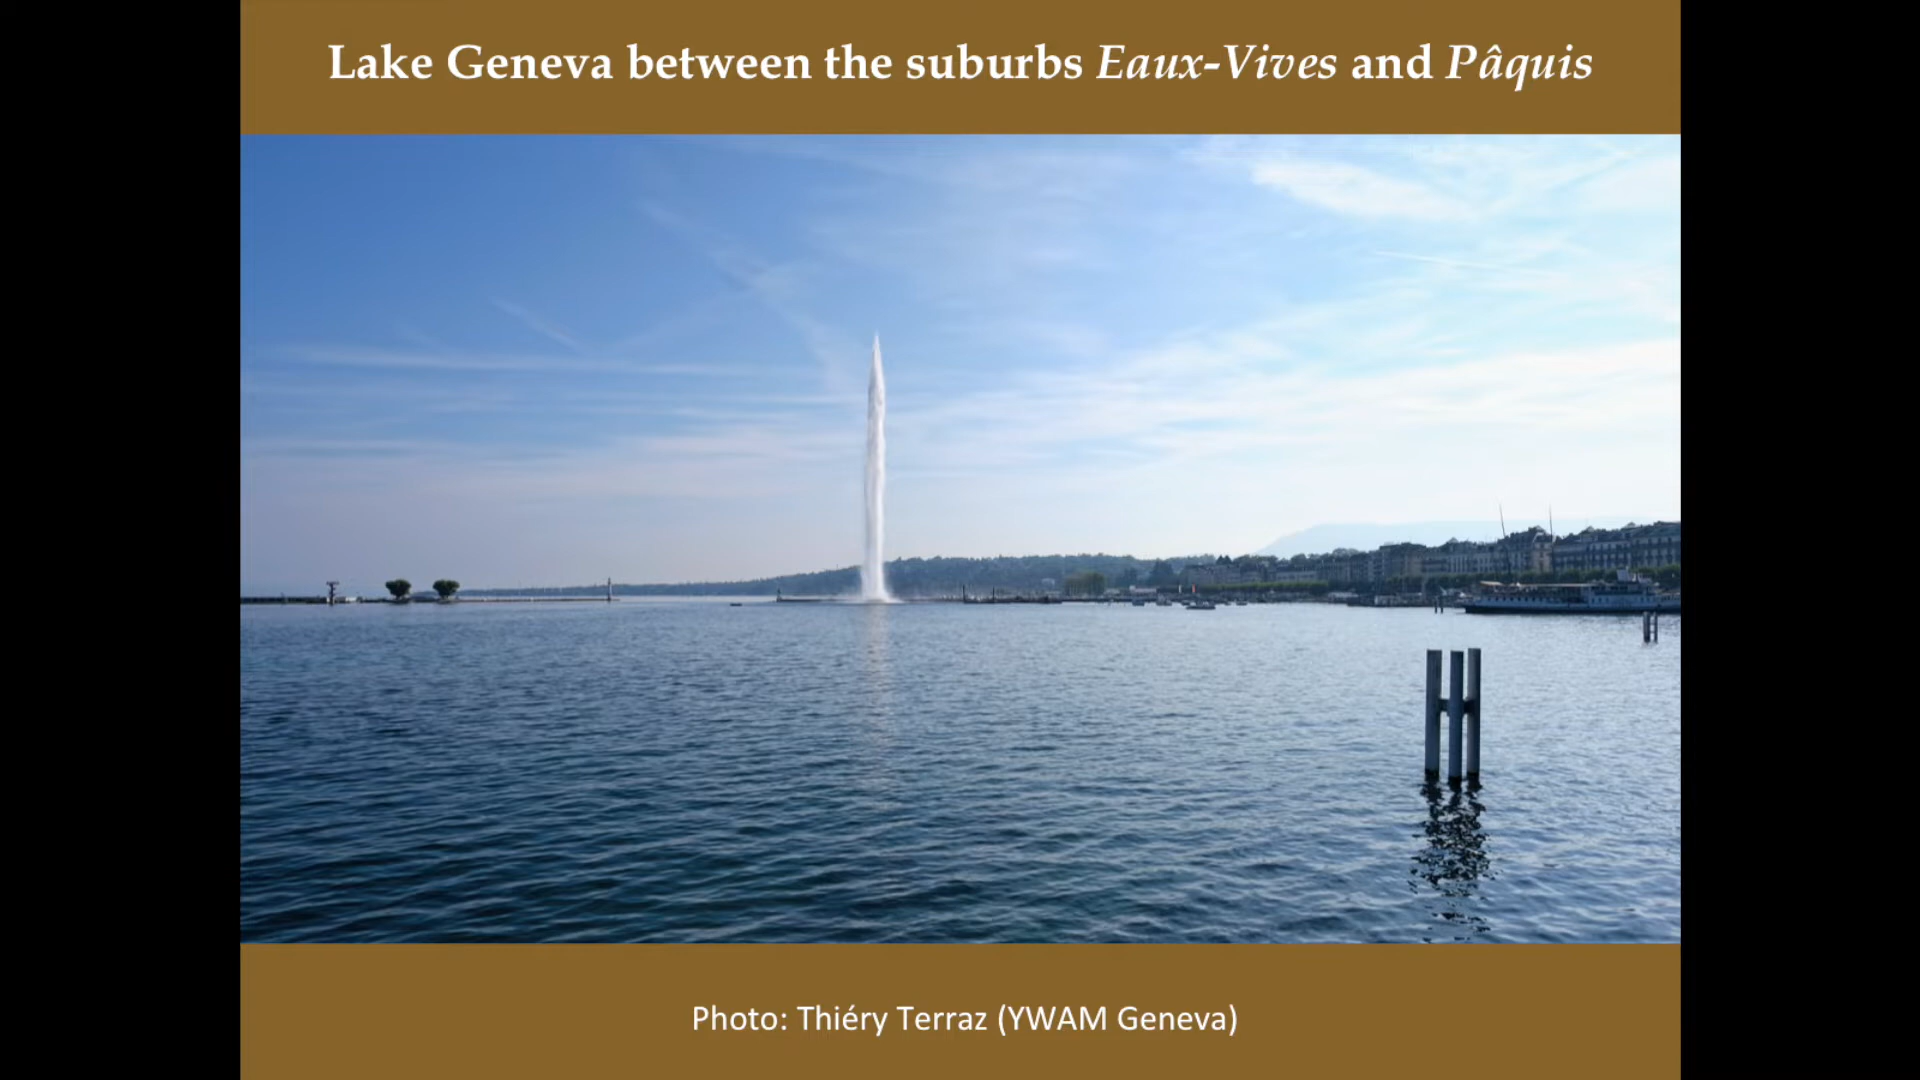 Lake Geneva between the suburbs Eaux-Vives and Pâquis
Photo: Thiéry Terraz (YWAM Geneva)